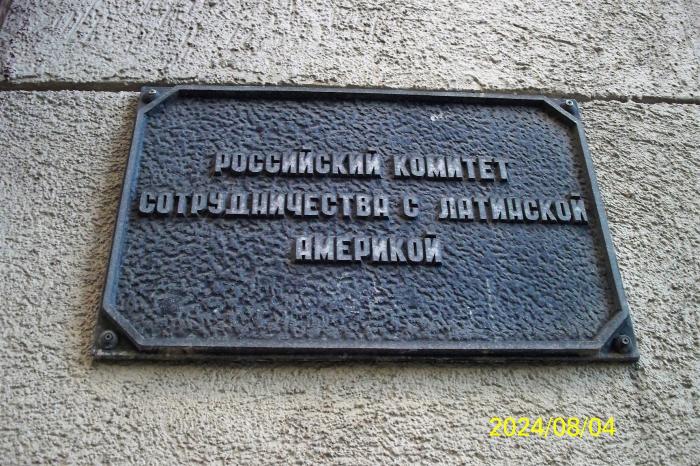 РОССИЙСКИЙ КОМИТЕТ
СОТРУДНИЧЕСТВА С ЛАТИНСКОЙ
АМЕРИКОЙ
2024/08/04